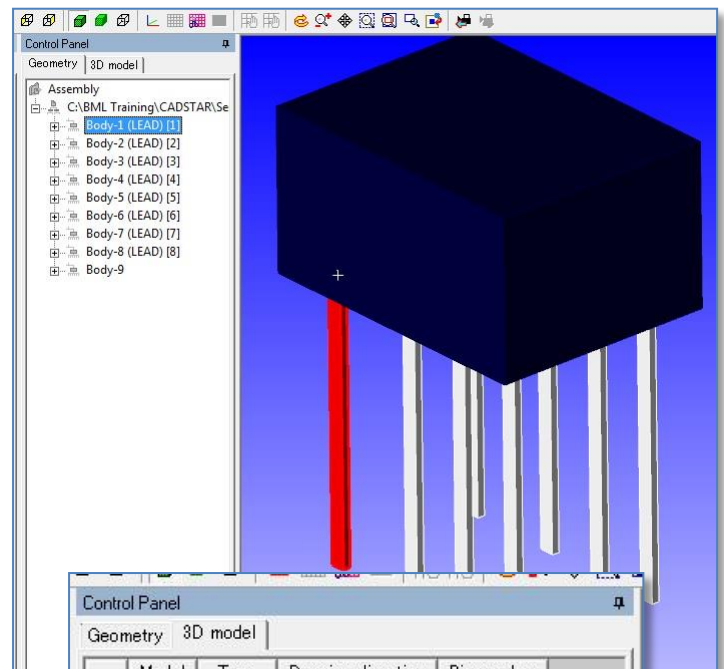 Control Panel
Geometry 3D model
Assembly
C:\BML Training\CADSTAR\Se
Body-1 (LEAD) [1]
Body-2 (LEAD) [2]
Body-3 (LEAD) [3]
Body-4 (LEAD) [4]
Body-5 (LEAD) [5]
Body-6 (LEAD) [6]
Body-7 (LEAD) [7]
Body-8 (LEAD) [8]
Body-9
Control Panel
Geometry 3D model
Model